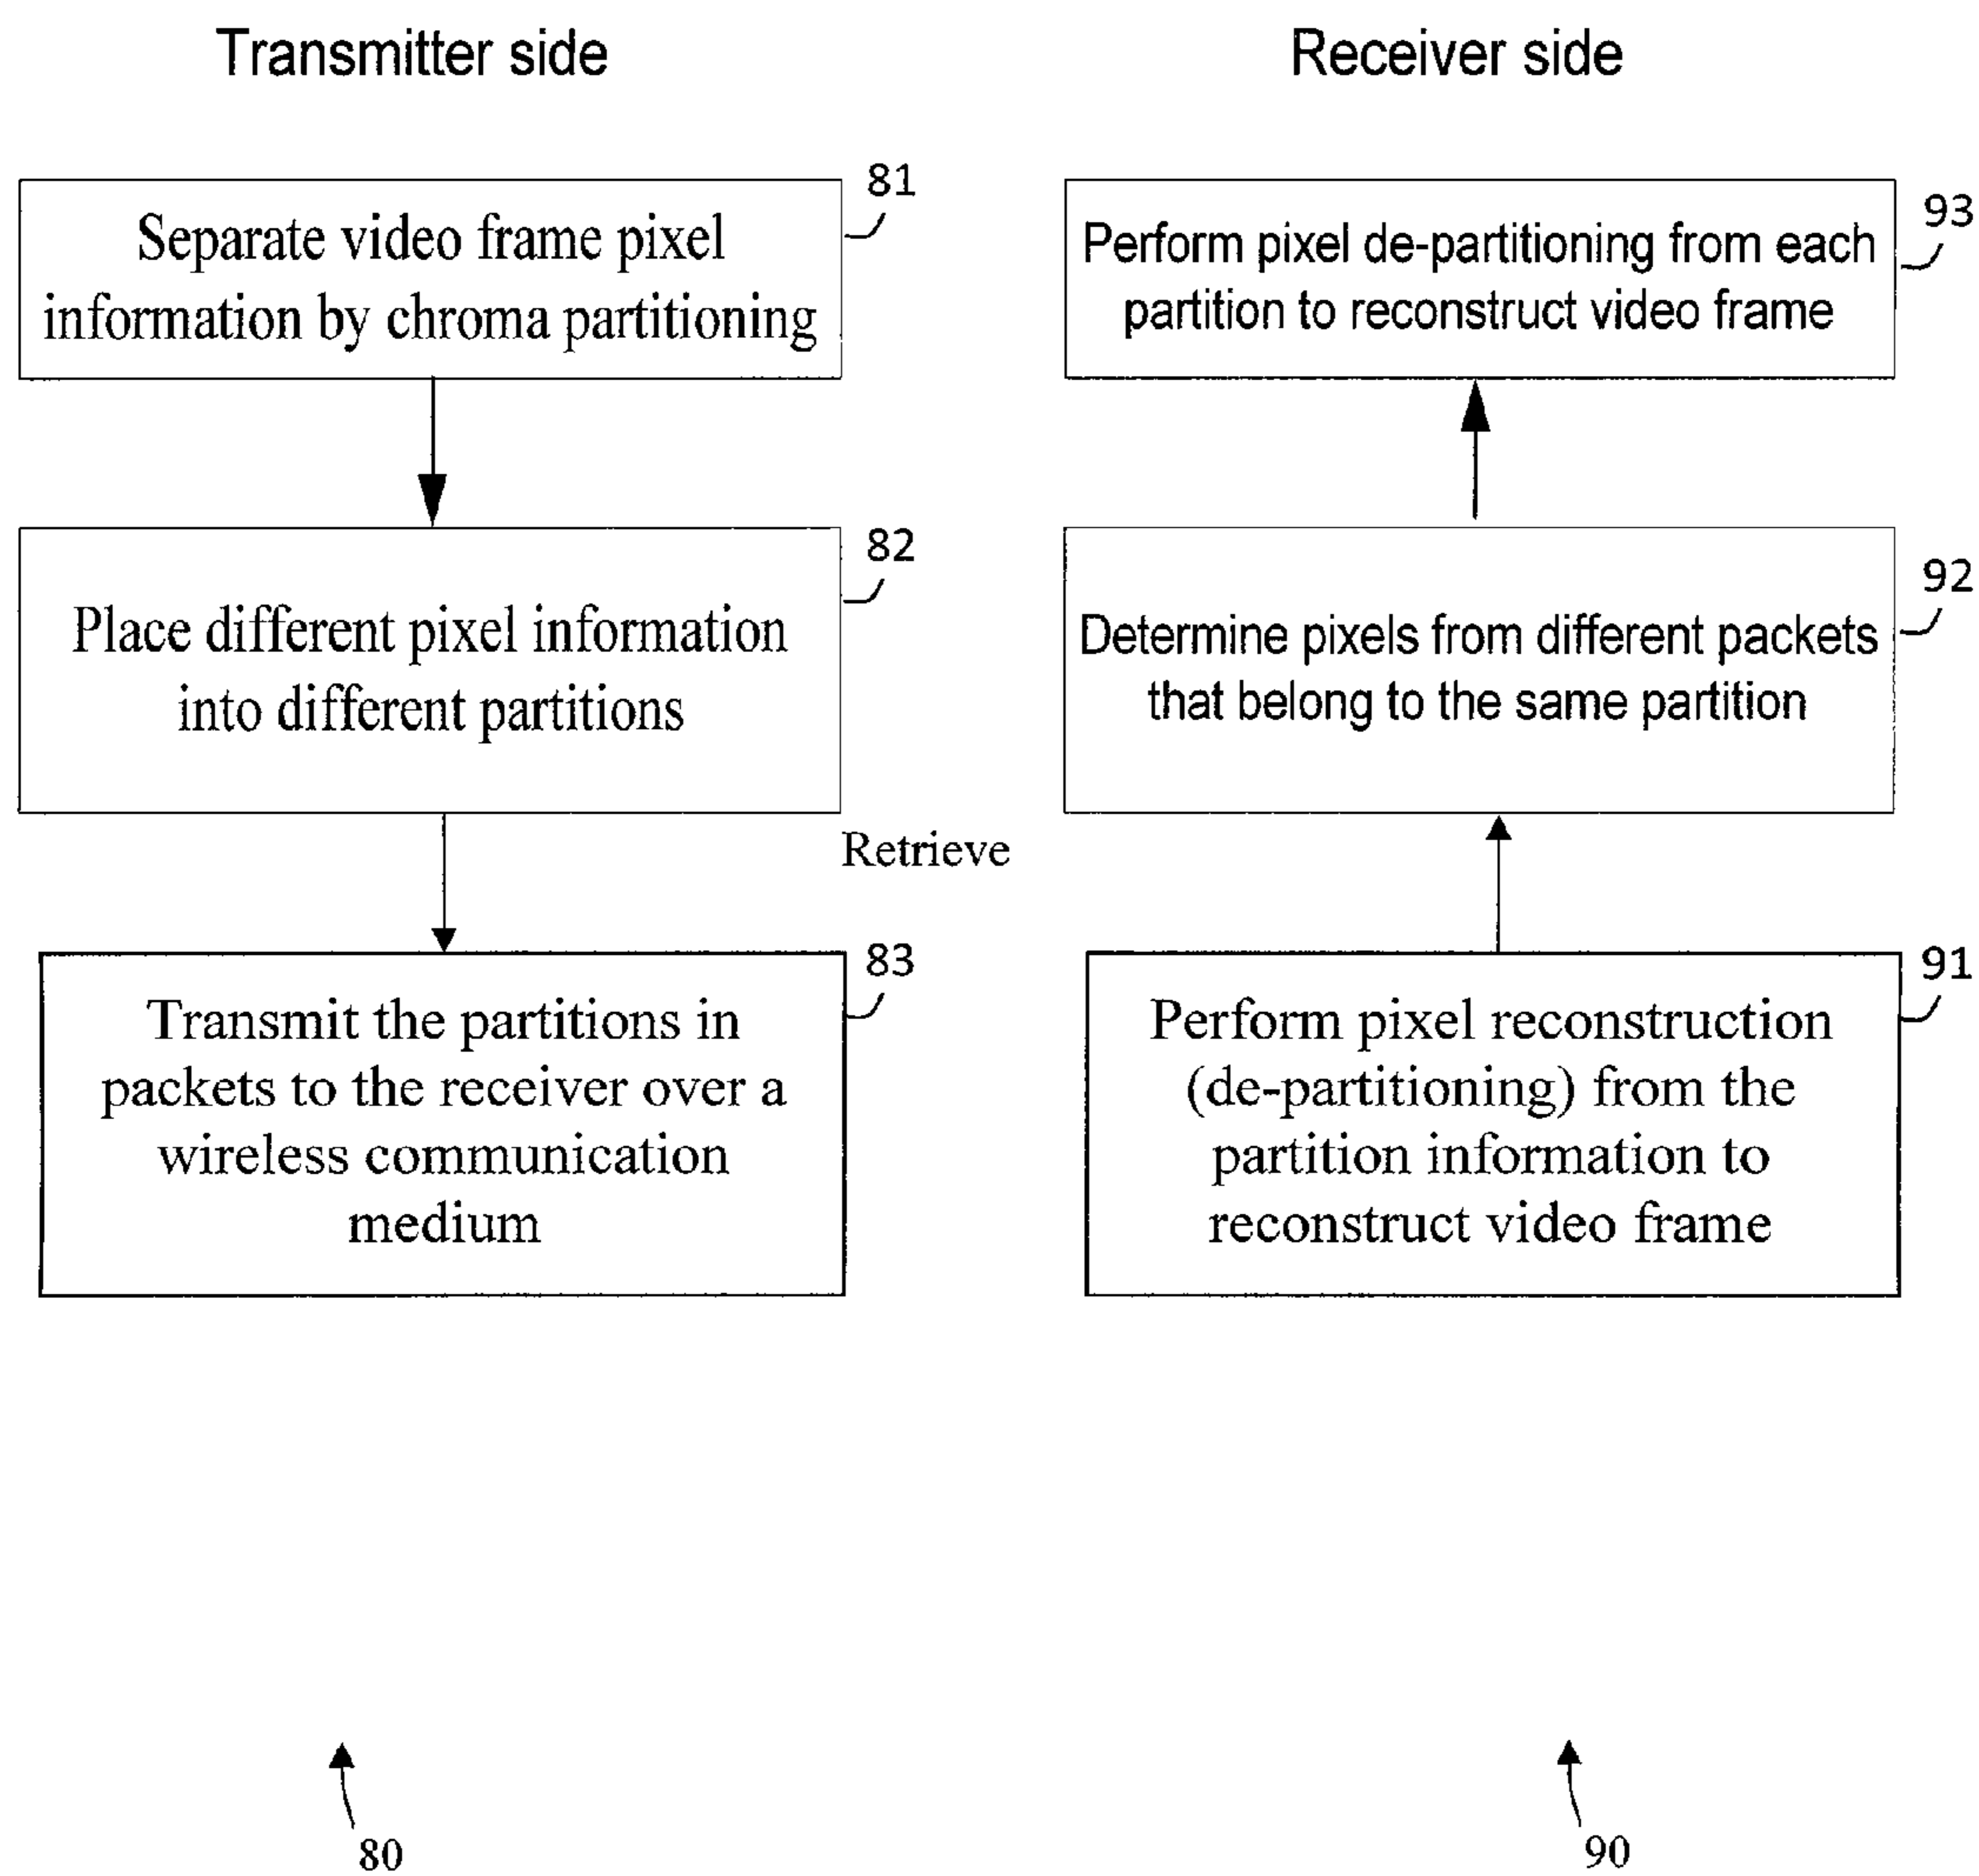 Transmitter side
81
Separate video frame pixel
information by chroma partitioning
82
Place different pixel information
into different partitions
Retrieve
83
Transmit the partitions in
packets to the receiver over a
wireless communication
medium
80
Receiver side
93
Perform pixel de-partitioning from each
partition to reconstruct video frame
92
Determine pixels from different packets
that belong to the same partition
91
Perform pixel reconstruction
(de-partitioning) from the
partition information to
reconstruct video frame
90